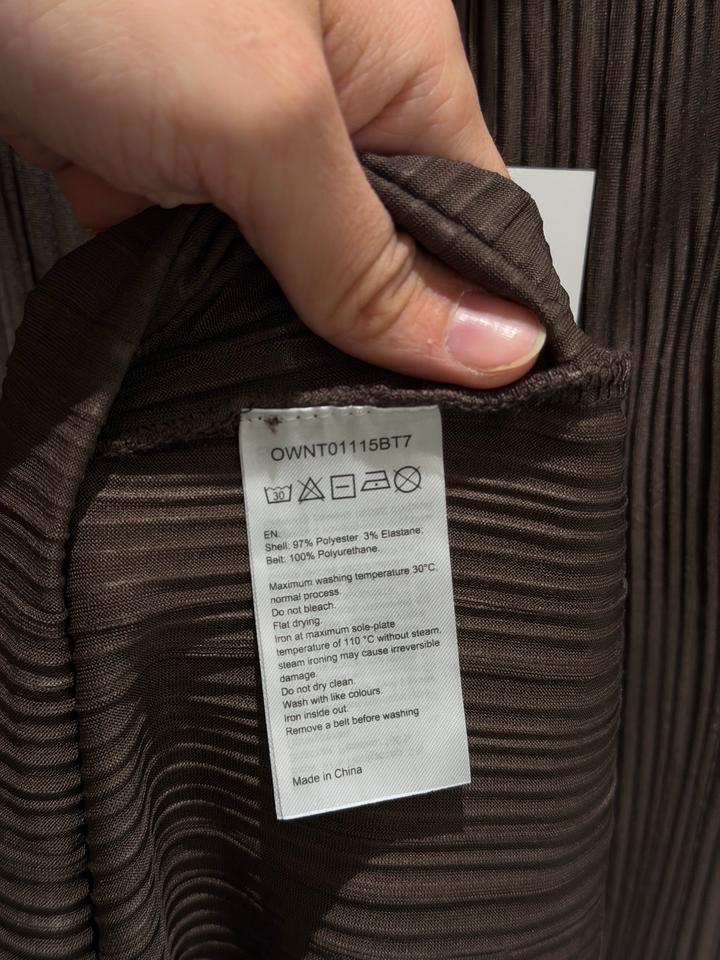 OWNT01115BT7
30
EN:
Shell: 97% Polyester 3% Elastane;
Belt: 100% Polyurethane.
Maximum washing temperature 30°C,
normal process.
Do not bleach.
Flat drying.
Iron at maximum sole-plate
temperature of 110 °C without steam,
steam ironing may cause irreversible
damage.
Do not dry clean.
Wash with like colours.
Iron inside out.
Remove a belt before washing
Made in China